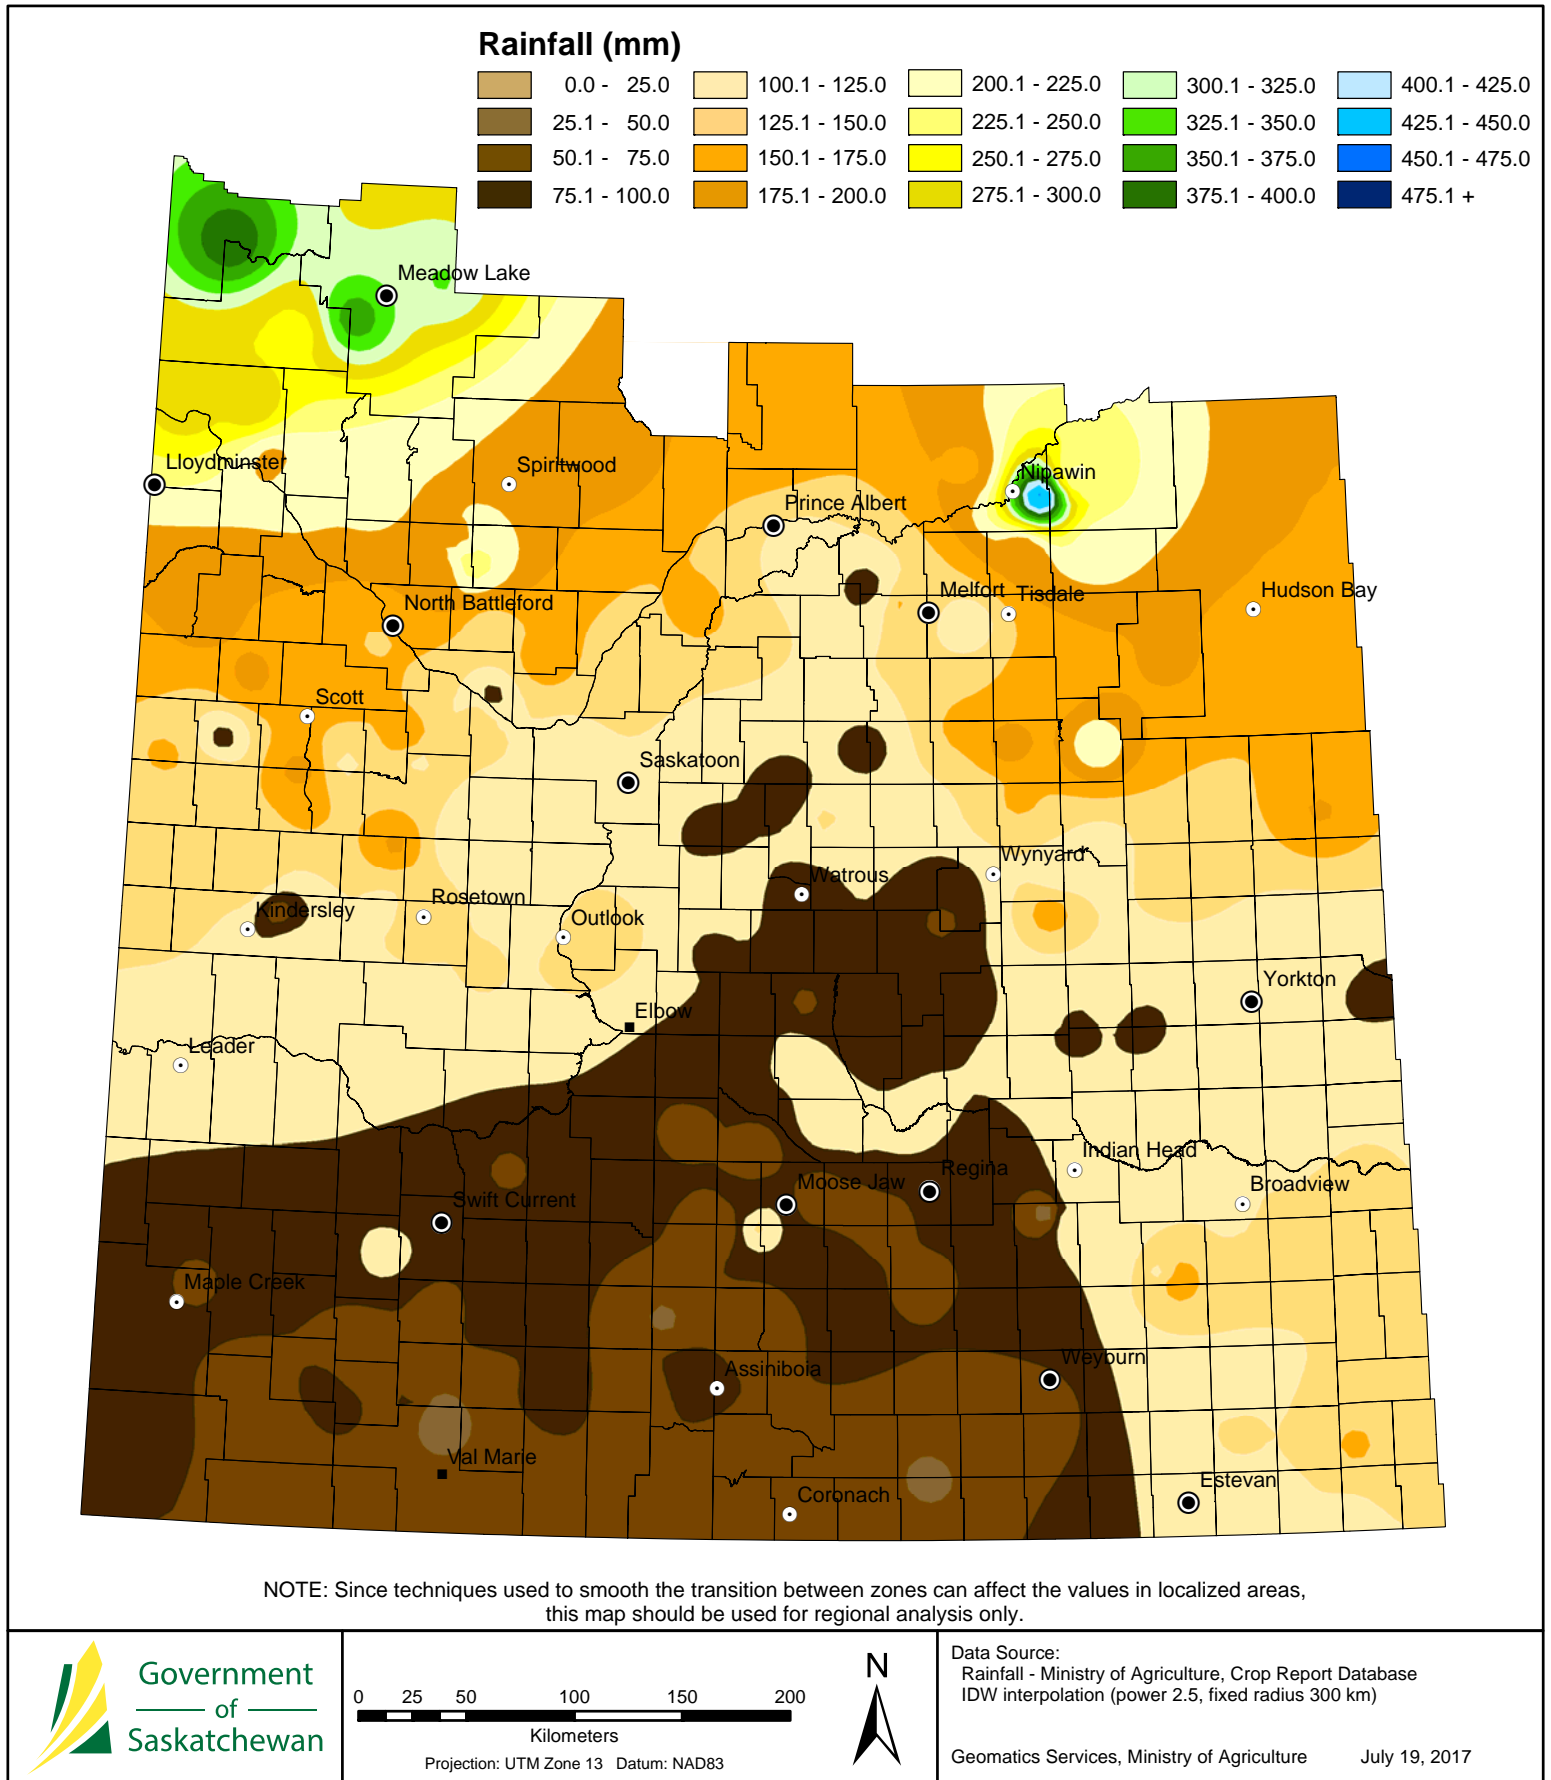 Rainfall (mm)
0.0 - 25.0
25.1 - 50.0
50.1 - 75.0
75.1 - 100.0
100.1 - 125.0
125.1 - 150.0
150.1 - 175.0
175.1 - 200.0
200.1 - 225.0
225.1 - 250.0
250.1 - 275.0
275.1 - 300.0
300.1 - 325.0
325.1 - 350.0
350.1 - 375.0
375.1 - 400.0
400.1 - 425.0
425.1 - 450.0
450.1 - 475.0
475.1 +
Meadow Lake
Lloydminster
Spiritwood
Nipawin
Prince Albert
North Battleford
Melfort
Tisdale
Hudson Bay
Scott
Saskatoon
Wynyard
Watrous
Kindersley
Rosetown
Outlook
Yorkton
Elbow
Leader
Indian Head
Regina
Moose Jaw
Broadview
Swift Current
Maple Creek
Assiniboia
Weyburn
Val Marie
Coronach
Estevan
NOTE: Since techniques used to smooth the transition between zones can affect the values in localized areas,
this map should be used for regional analysis only.
Government
of
Saskatchewan
0 25 50 100 150 200
Kilometers
Projection: UTM Zone 13 Datum: NAD83
N
Data Source:
Rainfall - Ministry of Agriculture, Crop Report Database
IDW interpolation (power 2.5, fixed radius 300 km)
Geomatics Services, Ministry of Agriculture July 19, 2017